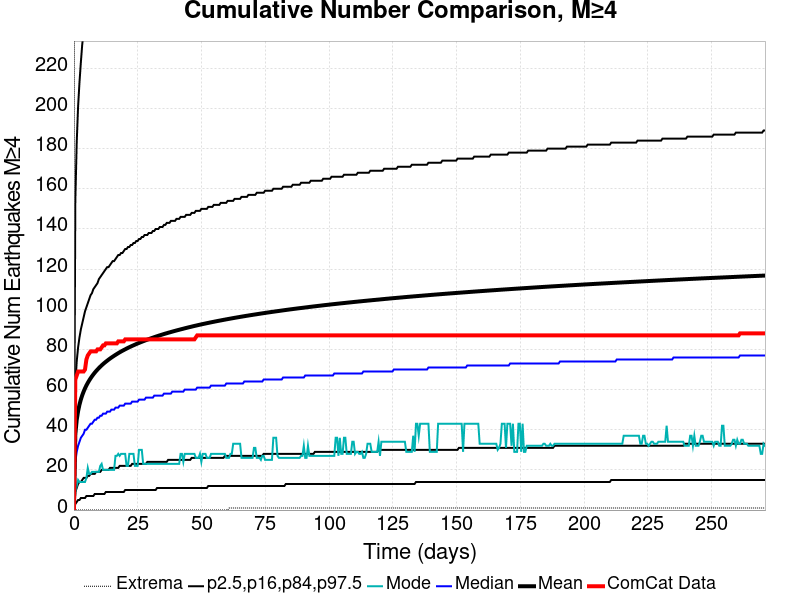 Cumulative Number Comparison, M≥4
Cumulative Num Earthquakes M≥4
220
200
180
160
140
120
100
80
60
40
20
0
0 25 50 75 100 125 150 175 200 225 250
Time (days)
Extrema p2.5,p16,p84,p97.5 Mode Median Mean ComCat Data